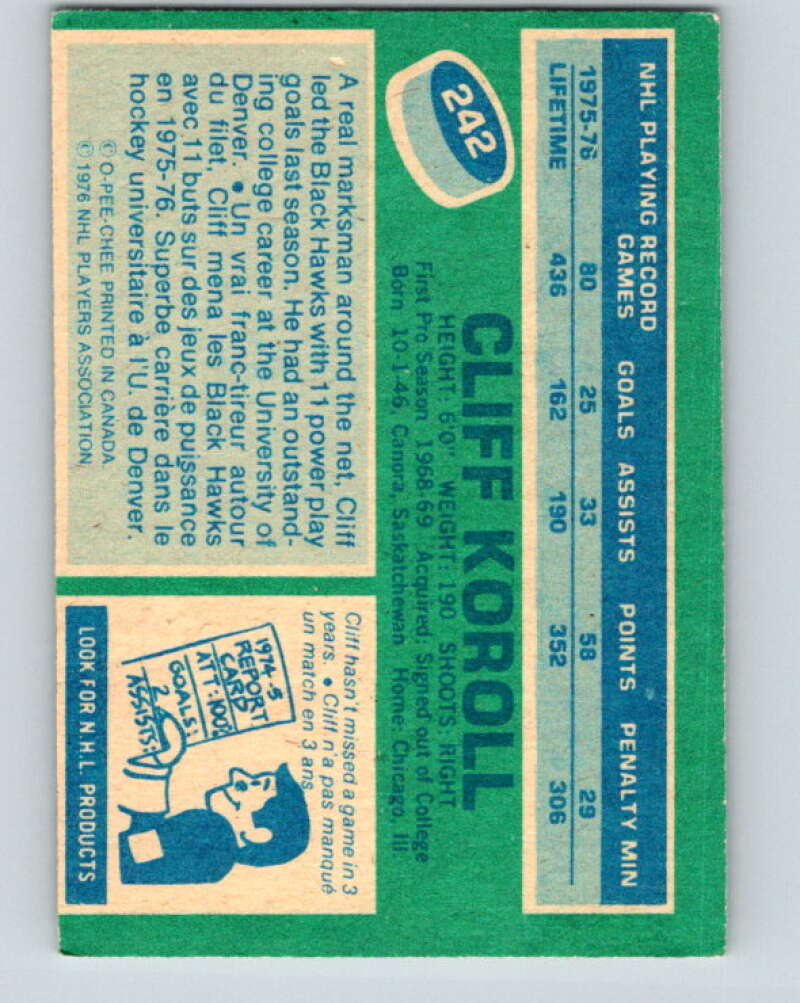 NHL PLAYING RECORD
GAMES GOALS ASSISTS POINTS PENALTY MIN
1975-76 80 25 33 58 29
LIFETIME 436 162 190 352 306
242
CLIFF KOROLL
HEIGHT: 6'0" WEIGHT: 190 SHOOTS: RIGHT
First Pro Season 1968-69 Acquired: Signed out of College
Born 10-1-46 Canora, Saskatchewan Home: Chicago, Ill
A real marksman around the net, Cliff
led the Black Hawks with 11 power play
goals last season. He had an outstand-
ing college career at the University of
Denver. • Un vrai franc-tireur autour
du filet, Cliff mena les Black Hawks
avec 11 buts sur des jeux de puissance
en 1975-76. Superbe carrière dans le
hockey universitaire à l'U. de Denver.
© O-PEE-CHEE PRINTED IN CANADA
© 1976 NHL PLAYERS ASSOCIATION
Cliff hasn't missed a game in 3
years. • Cliff n'a pas manqué
un match en 3 ans.
1974-5
REPORT
CARD
ATT: 100%
GOALS:
ASSISTS:
LOOK FOR N.H.L. PRODUCTS